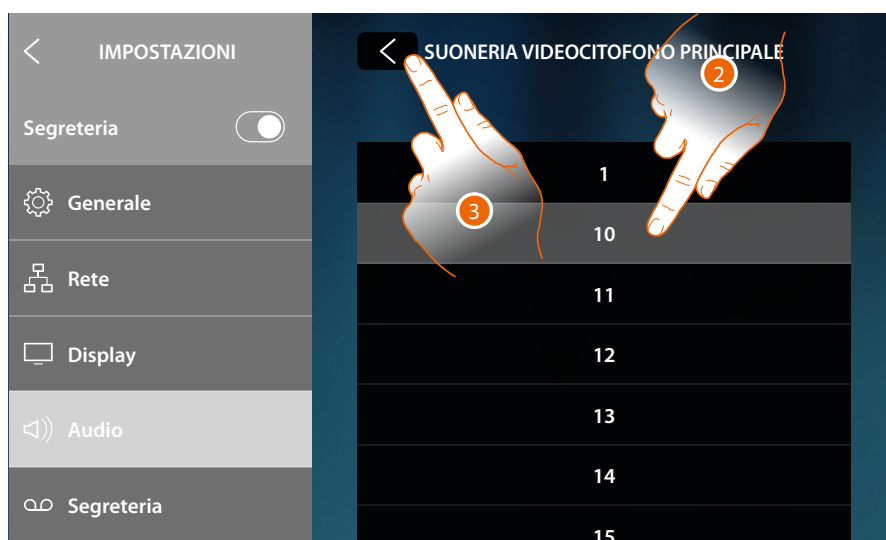 IMPOSTAZIONI
Segreteria
Generale
Rete
Display
Audio
Segreteria
SUONERIA VIDEOCITOFONO PRINCIPALE
2
1
3
10
11
12
13
14
15